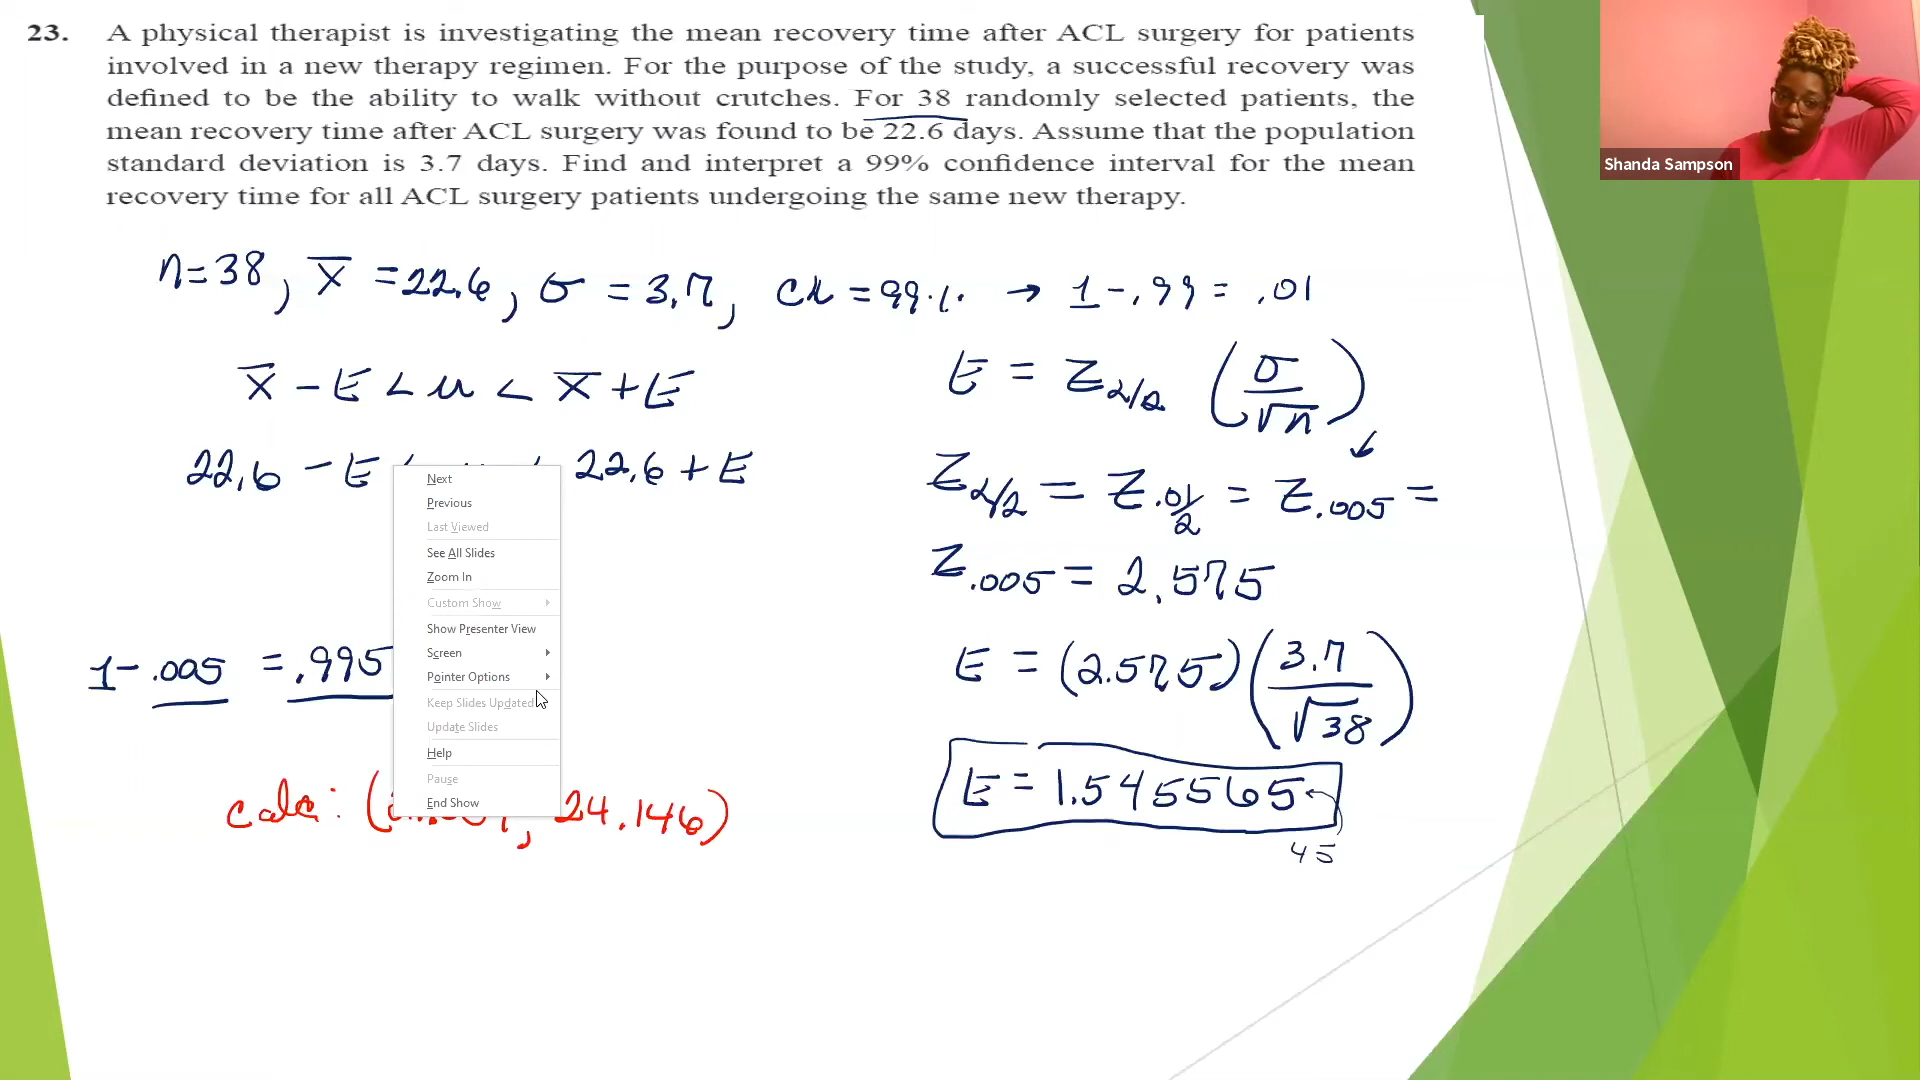 23. A physical therapist is investigating the mean recovery time after ACL surgery for patients
involved in a new therapy regimen. For the purpose of the study, a successful recovery was
defined to be the ability to walk without crutches. For 38 randomly selected patients, the
mean recovery time after ACL surgery was found to be 22.6 days. Assume that the population
standard deviation is 3.7 days. Find and interpret a 99% confidence interval for the mean
recovery time for all ACL surgery patients undergoing the same new therapy.
Shanda Sampson
n=38, x̄ =22.6, σ = 3.7, CL = 99% → 1-.99 = .01
x̄ - E < μ < x̄ + E
22.6 - E
22.6 + E
1-.005 = .995
calc: (
, 24.146)
E = Z α/2 (σ/√n)
Z α/2 = Z .01/2 = Z .005 =
Z .005 = 2.575
E = (2.575)(3.7/√38)
E = 1.545565
45
Next
Previous
Last Viewed
See All Slides
Zoom In
Custom Show
Show Presenter View
Screen
Pointer Options
Keep Slides Updated
Update Slides
Help
Pause
End Show